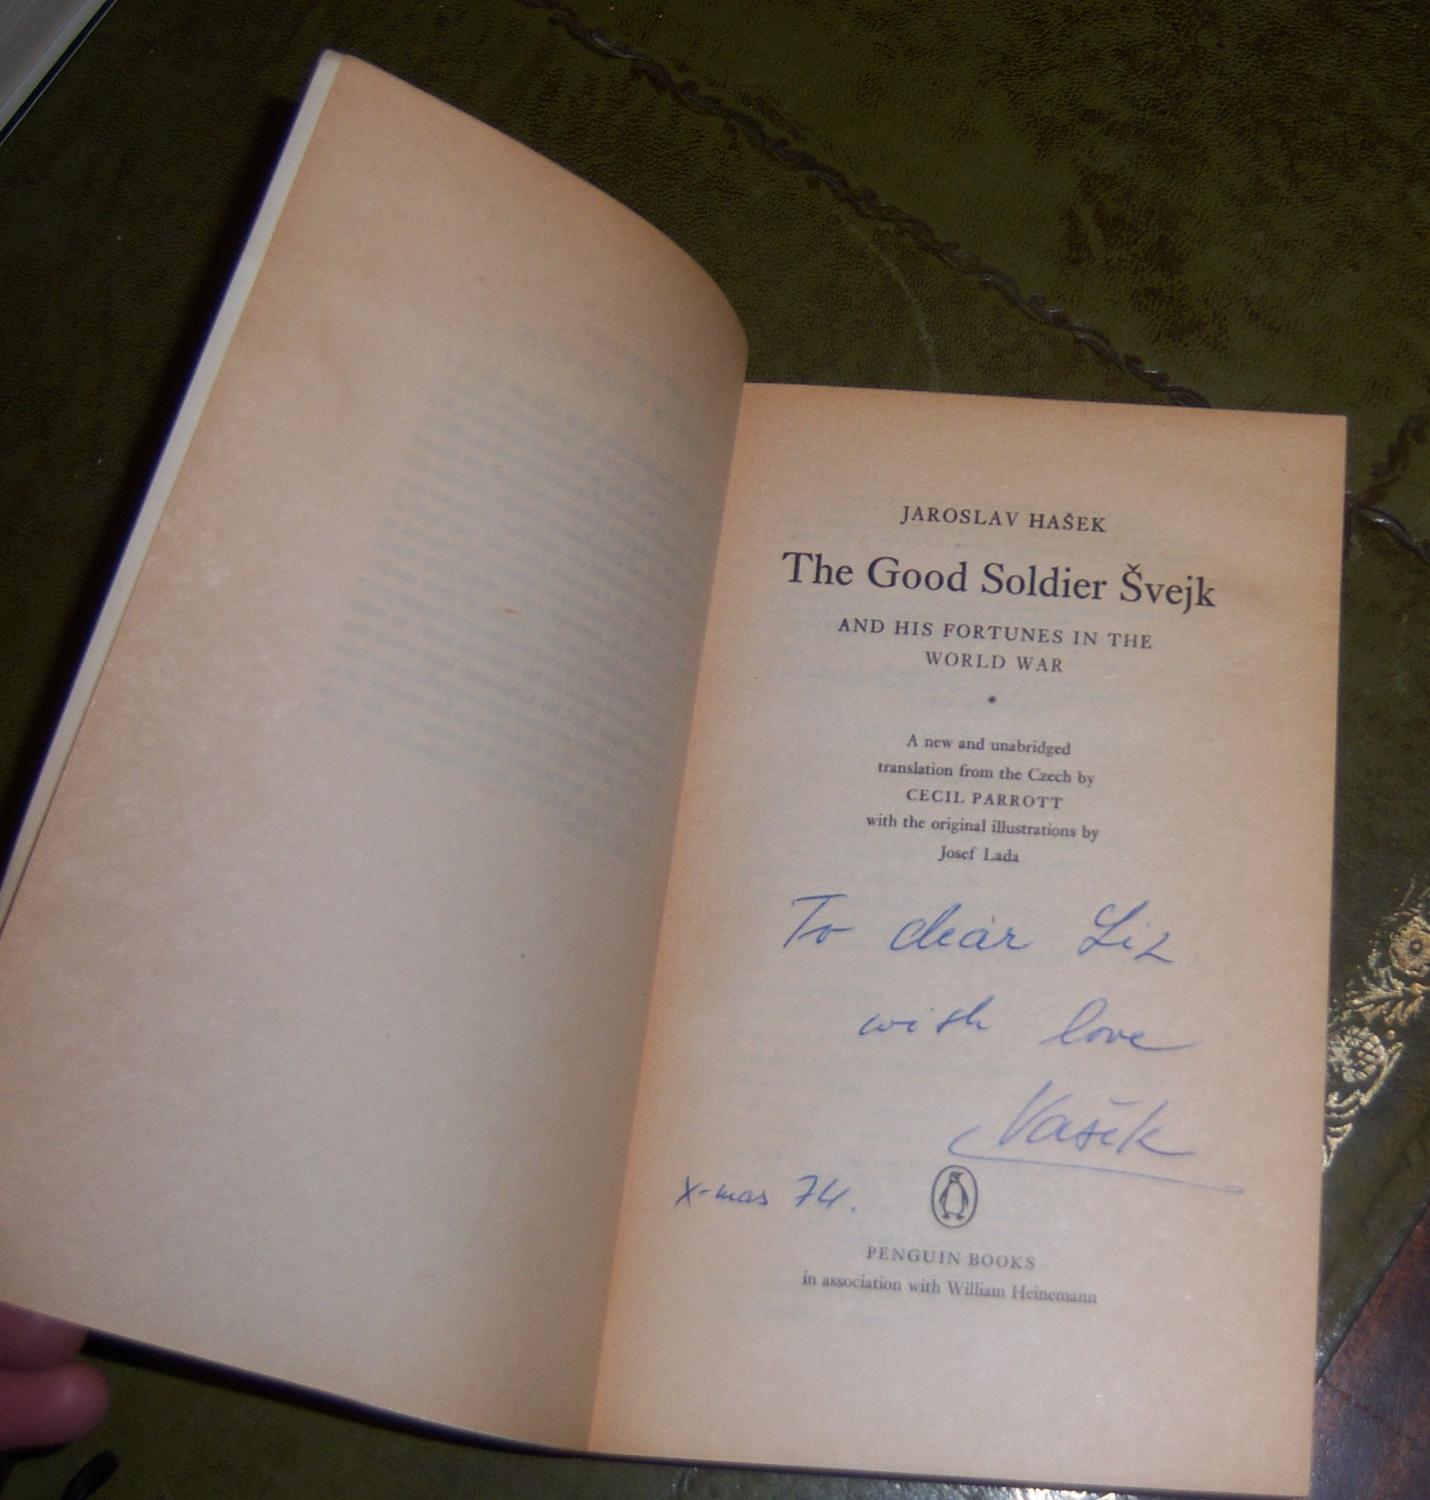 JAROSLAV HAŠEK
The Good Soldier Švejk
AND HIS FORTUNES IN THE
WORLD WAR
*
A new and unabridged
translation from the Czech by
CECIL PARROTT
with the original illustrations by
Josef Lada
To dear Liz
with love
Vašík
X-mas 74.
PENGUIN BOOKS
in association with William Heinemann